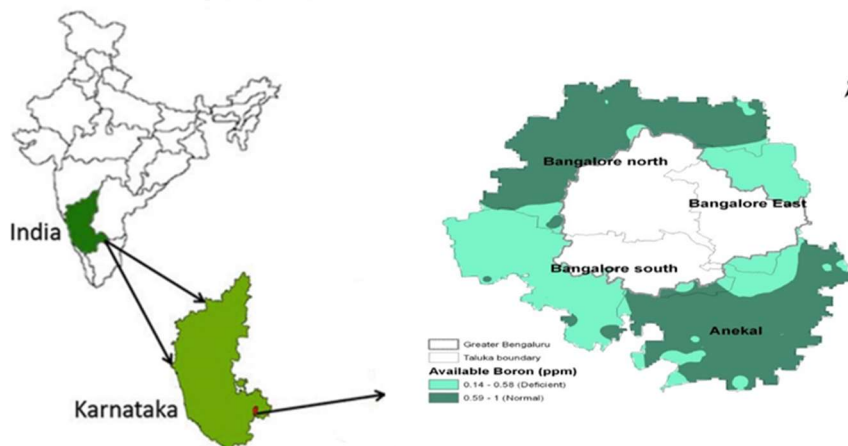 India
Karnataka
Bangalore north
Bangalore East
Bangalore south
Anekal
Greater Bengaluru
Taluka boundary
Available Boron (ppm)
0.14 - 0.58 (Deficient)
0.59 - 1 (Normal)